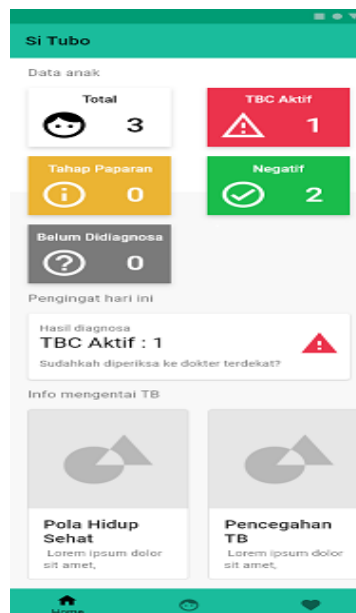 Si Tubo
Data anak
Total
3
TBC Aktif
1
Tahap Paparan
0
Negatif
2
Belum Didiagnosa
0
Pengingat hari ini
Hasil diagnosa
TBC Aktif : 1
Sudahkah diperiksa ke dokter terdekat?
Info mengentai TB
Pola Hidup
Sehat
Lorem ipsum dolor
sit amet,
Pencegahan
TB
Lorem ipsum dolor
sit amet,
Home